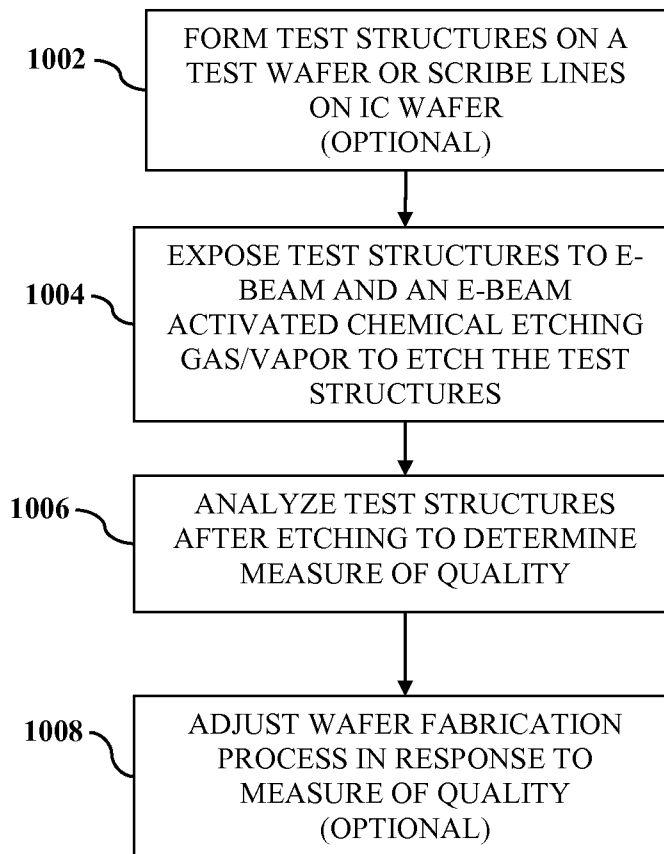 1002
FORM TEST STRUCTURES ON A
TEST WAFER OR SCRIBE LINES
ON IC WAFER
(OPTIONAL)
1004
EXPOSE TEST STRUCTURES TO E-
BEAM AND AN E-BEAM
ACTIVATED CHEMICAL ETCHING
GAS/VAPOR TO ETCH THE TEST
STRUCTURES
1006
ANALYZE TEST STRUCTURES
AFTER ETCHING TO DETERMINE
MEASURE OF QUALITY
1008
ADJUST WAFER FABRICATION
PROCESS IN RESPONSE TO
MEASURE OF QUALITY
(OPTIONAL)